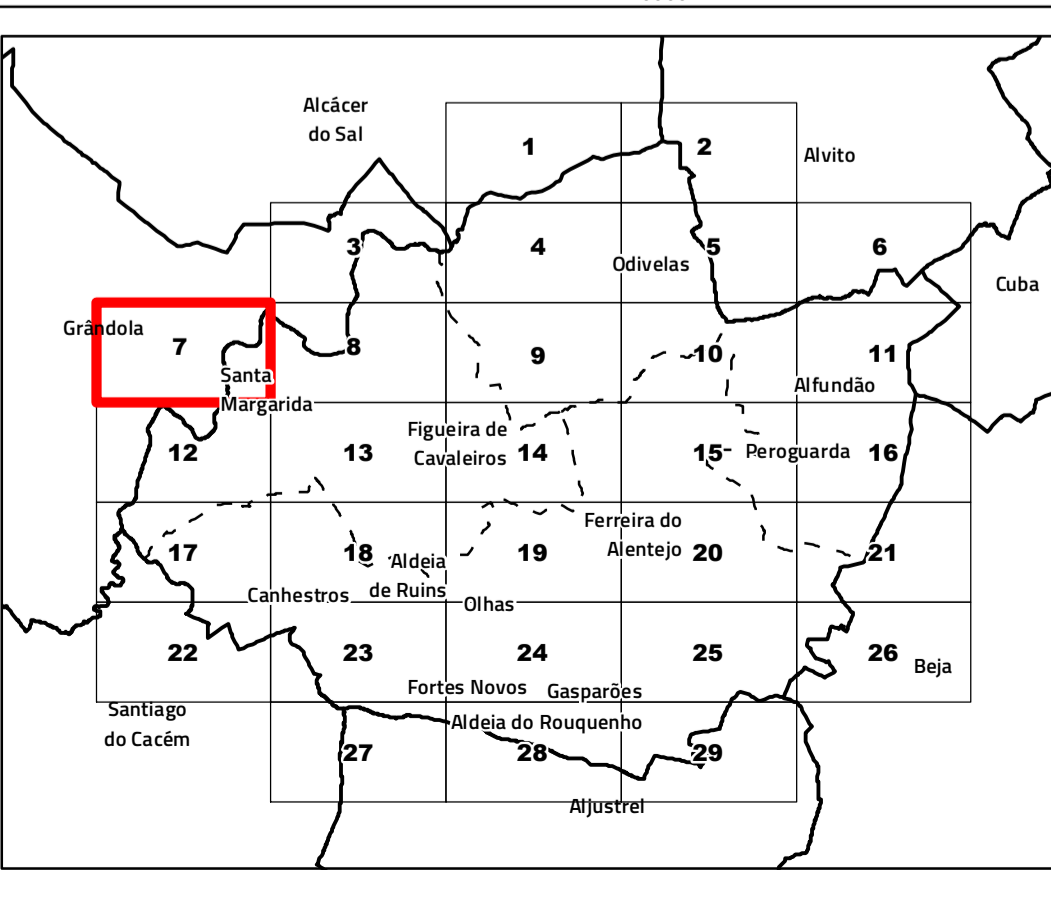 Alcácer
do Sal
1
2
Alvito
3
4
5
6
Odivelas
Cuba
Grândola
7
8
9
10
11
Santa
Margarida
Alfundão
12
13
Figueira de
Cavaleiros
14
15
Peroguarda
16
17
18
Aldeia
de Ruins
19
Ferreira do
Alentejo
20
21
Canhestros
Olhas
22
23
24
25
26
Beja
Fortes Novos
Gasparões
Santiago
do Cacém
Aldeia do Rouquenho
27
28
29
Aljustrel